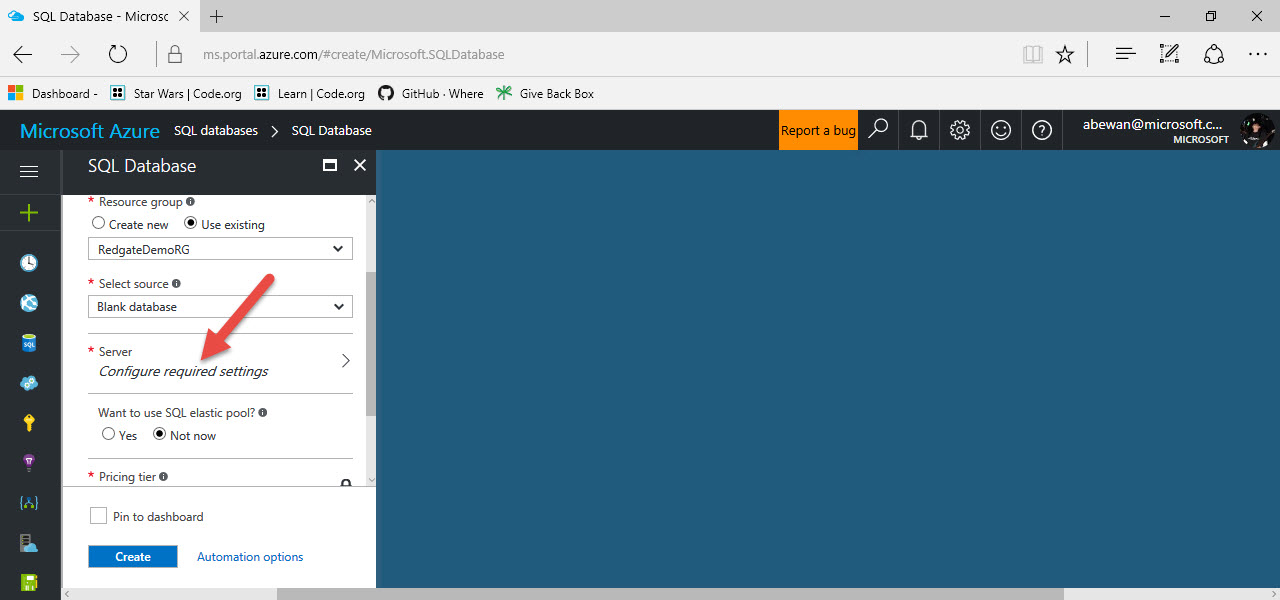 SQL Database - Microsc
ms.portal.azure.com/#create/Microsoft.SQLDatabase
Dashboard - Star Wars | Code.org Learn | Code.org GitHub · Where Give Back Box
Microsoft Azure SQL databases > SQL Database Report a bug abewan@microsoft.c...
MICROSOFT
SQL Database
* Resource group
Create new Use existing
RedgateDemoRG
* Select source
Blank database
* Server
Configure required settings
Want to use SQL elastic pool?
Yes Not now
* Pricing tier
Pin to dashboard
Create Automation options
SQL